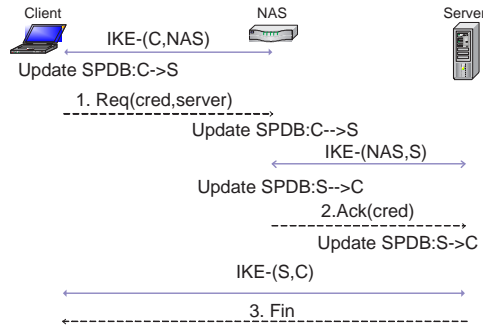 Client NAS Server
IKE-(C,NAS)
Update SPDB:C->S
1. Req(cred,server)
Update SPDB:C-->S
IKE-(NAS,S)
Update SPDB:S-->C
2.Ack(cred)
Update SPDB:S->C
IKE-(S,C)
3. Fin